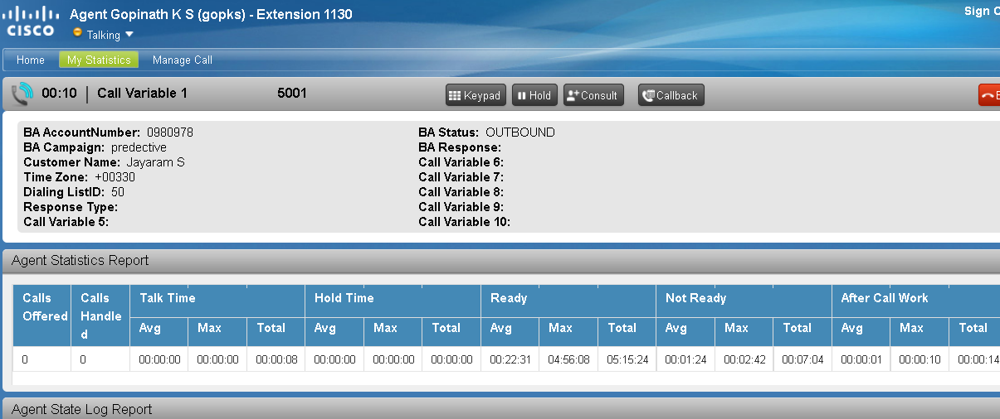 Agent Gopinath K S (gopks) - Extension 1130
Sign
CISCO
Talking
Home My Statistics Manage Call
00:10 Call Variable 1 5001 Keypad Hold Consult Callback
BA AccountNumber: 0980978 BA Status: OUTBOUND
BA Campaign: predective BA Response:
Customer Name: Jayaram S Call Variable 6:
Time Zone: +00330 Call Variable 7:
Dialing ListID: 50 Call Variable 8:
Response Type: Call Variable 9:
Call Variable 5: Call Variable 10:
Agent Statistics Report
Calls Calls Talk Time Hold Time Ready Not Ready After Call Work
Offered Handle
d Avg Max Total Avg Max Total Avg Max Total Avg Max Total Avg Max Total
0 0 00:00:00 00:00:00 00:00:08 00:00:00 00:00:00 00:00:00 00:22:31 04:56:08 05:15:24 00:01:24 00:02:42 00:07:04 00:00:01 00:00:10 00:00:14
Agent State Log Report